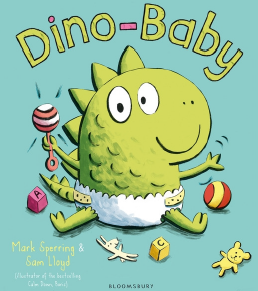 Dino-Baby
A
C
Mark Sperring &
Sam Lloyd
(illustrator of the bestselling
BLOOMSBURY